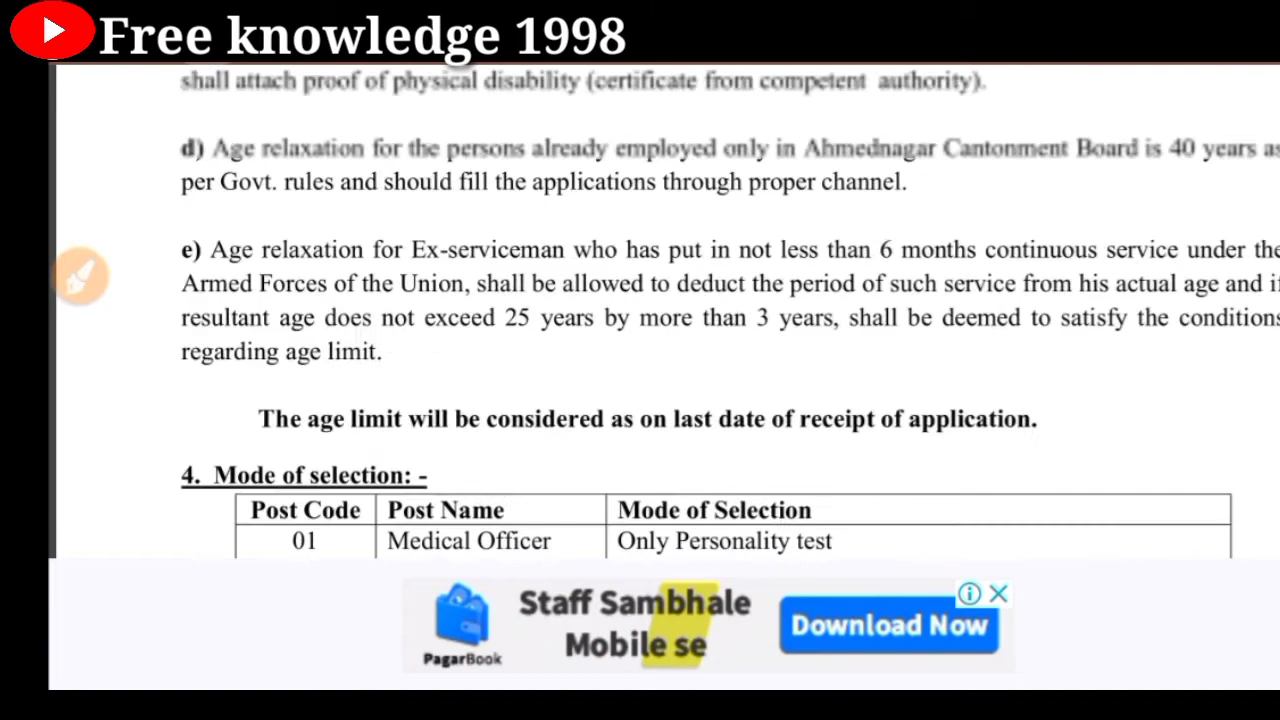 Free knowledge 1998
shall attach proof of physical disability (certificate from competent authority).
d) Age relaxation for the persons already employed only in Ahmednagar Cantonment Board is 40 years as
per Govt. rules and should fill the applications through proper channel.
e) Age relaxation for Ex-serviceman who has put in not less than 6 months continuous service under the
Armed Forces of the Union, shall be allowed to deduct the period of such service from his actual age and if
resultant age does not exceed 25 years by more than 3 years, shall be deemed to satisfy the conditions
regarding age limit.
The age limit will be considered as on last date of receipt of application.
4. Mode of selection: -
Post Code Post Name Mode of Selection
01 Medical Officer Only Personality test
Staff Sambhale
Mobile se
PagarBook
Download Now